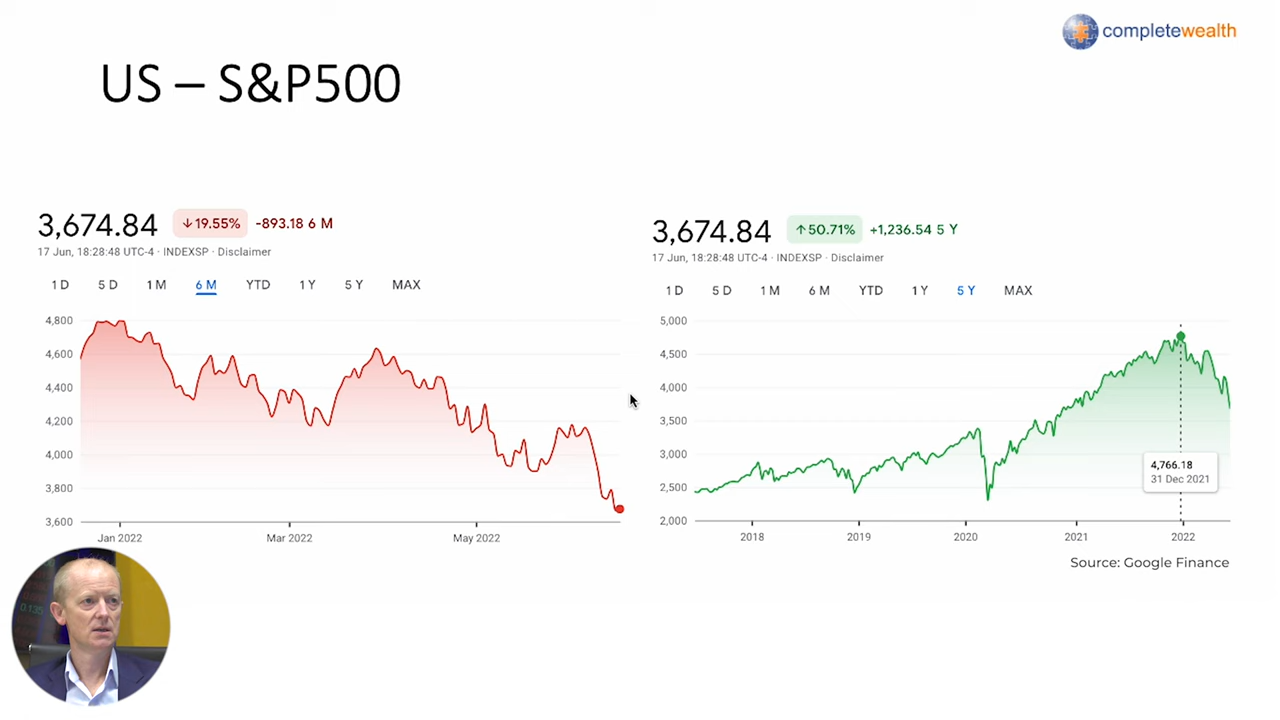 completewealth
US – S&P500
3,674.84 ↓19.55% -893.18 6 M
17 Jun, 18:28:48 UTC-4 · INDEXSP · Disclaimer
1 D 5 D 1 M 6 M YTD 1 Y 5 Y MAX
4,800
4,600
4,400
4,200
4,000
3,800
3,600
Jan 2022 Mar 2022 May 2022
3,674.84 ↑50.71% +1,236.54 5 Y
17 Jun, 18:28:48 UTC-4 · INDEXSP · Disclaimer
1 D 5 D 1 M 6 M YTD 1 Y 5 Y MAX
5,000
4,500
4,000
3,500
3,000
2,500
2,000
4,766.18
31 Dec 2021
2018 2019 2020 2021 2022
Source: Google Finance
0.135